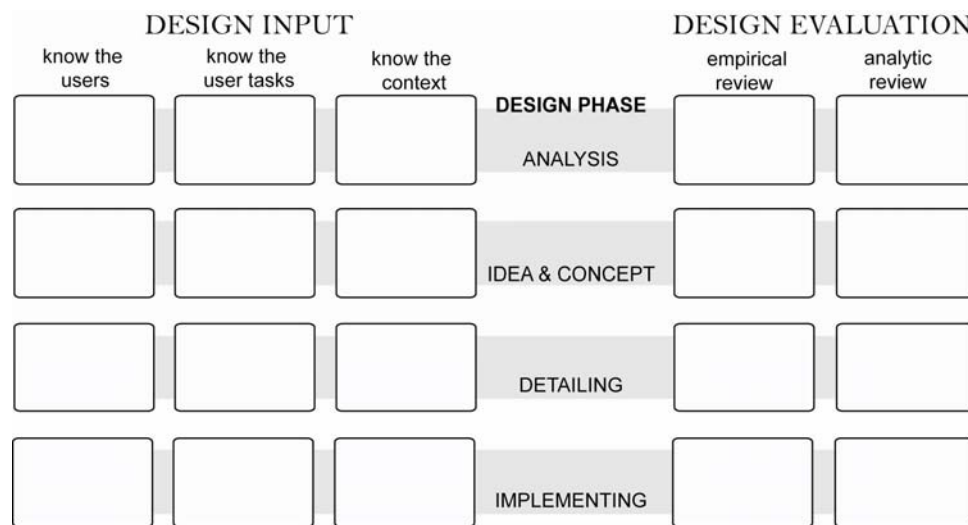 DESIGN INPUT
DESIGN EVALUATION
know the
users
know the
user tasks
know the
context
empirical
review
analytic
review
DESIGN PHASE
ANALYSIS
IDEA & CONCEPT
DETAILING
IMPLEMENTING